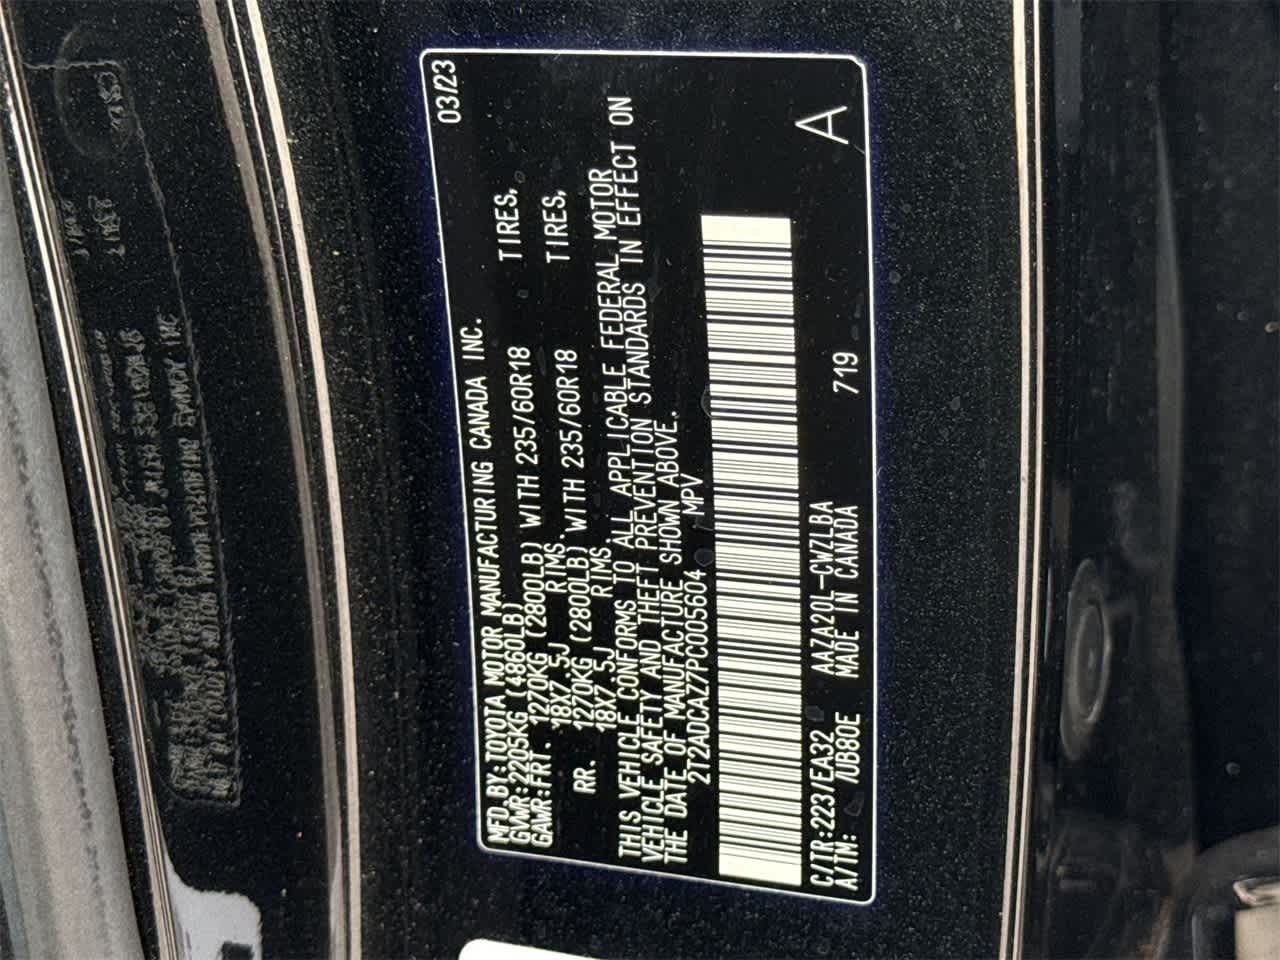 MFD.BY:TOYOTA MOTOR MANUFACTURING CANADA INC. 03/23
GVWR:2205KG (4860LB)
GAWR:FRT. 1270KG (2800LB) WITH 235/60R18 TIRES,
18X7.5J RIMS.
RR. 1270KG (2800LB) WITH 235/60R18 TIRES,
18X7.5J RIMS
THIS VEHICLE CONFORMS TO ALL APPLICABLE FEDERAL MOTOR
VEHICLE SAFETY AND THEFT PREVENTION STANDARDS IN EFFECT ON
THE DATE OF MANUFACTURE SHOWN ABOVE.
2T2ADCAZ7PC005604 MPV
C/TR:223/EA32 AAZA20L-CWZLBA 719 A
A/TM: /UB80E MADE IN CANADA